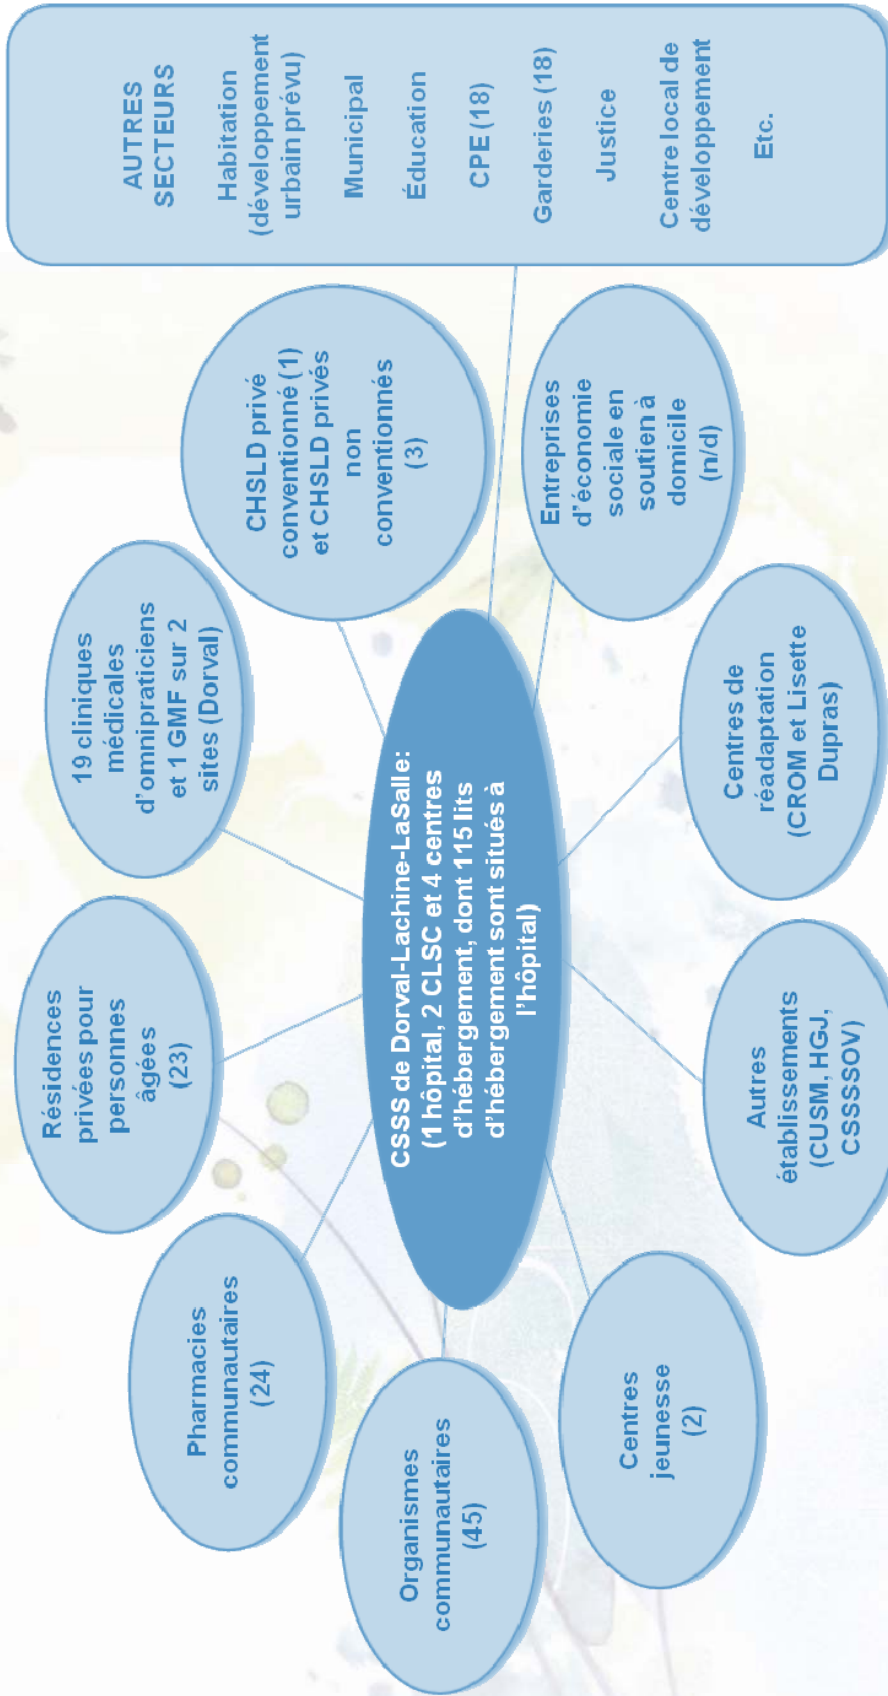 CSSS de Dorval-Lachine-LaSalle:
(1 hôpital, 2 CLSC et 4 centres
d'hébergement, dont 115 lits
d'hébergement sont situés à
l'hôpital)
Organismes
communautaires
(45)
Pharmacies
communautaires
(24)
Résidences
privées pour
personnes
âgées
(23)
19 cliniques
médicales
d'omnipraticiens
et 1 GMF sur 2
sites (Dorval)
CHSLD privé
conventionné (1)
et CHSLD privés
non
conventionnés
(3)
Entreprises
d'économie
sociale en
soutien à
domicile
(n/d)
Centres de
réadaptation
(CROM et Lisette
Dupras)
Autres
établissements
(CUSM, HGJ,
CSSSSOV)
Centres
jeunesse
(2)
AUTRES
SECTEURS
Habitation
(développement
urbain prévu)
Municipal
Éducation
CPE (18)
Garderies (18)
Justice
Centre local de
développement
Etc.